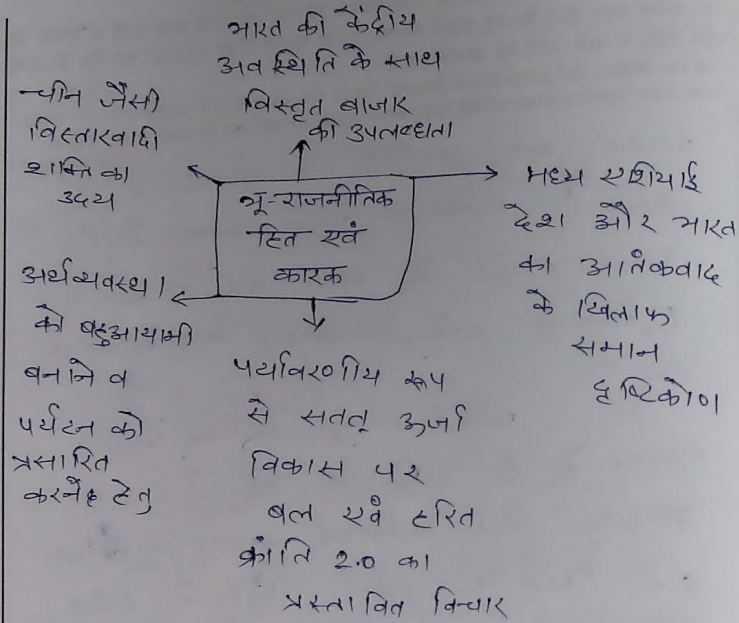 भारत की केंद्रीय
अवस्थिति के साथ
विस्तृत बाजार
की उपलब्धता
चीन जैसी
विस्तारवादी
शक्ति का
उदय
भू-राजनीतिक
हित एवं
कारक
मध्य एशियाई
देश और भारत
का आतंकवाद
के खिलाफ
समान
दृष्टिकोण
अर्थव्यवस्था
को बहुआयामी
बनाने व
पर्यटन को
प्रसारित
करने हेतु
पर्यावरणीय रूप
से सतत् ऊर्जा
विकास पर
बल एवं हरित
क्रांति 2.0 का
प्रस्तावित विचार